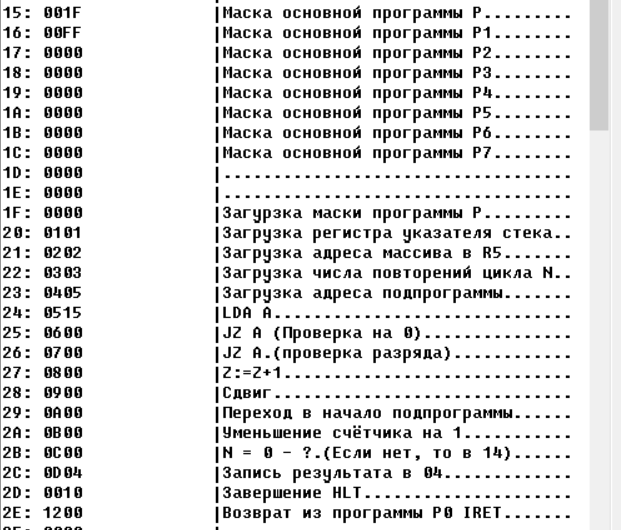 15: 001F |Маска основной программы P.........
16: 00FF |Маска основной программы P1........
17: 0000 |Маска основной программы P2........
18: 0000 |Маска основной программы P3........
19: 0000 |Маска основной программы P4........
1A: 0000 |Маска основной программы P5........
1B: 0000 |Маска основной программы P6........
1C: 0000 |Маска основной программы P7........
1D: 0000 |...................................
1E: 0000 |...................................
1F: 0000 |Загурзка маски программы P.........
20: 0101 |Загрузка регистра указателя стека..
21: 0202 |Загрузка адреса массива в R5.......
22: 0303 |Загрузка числа повторений цикла N..
23: 0405 |Загрузка адреса подпрограммы.......
24: 0515 |LDA A..............................
25: 0600 |JZ A (Проверка на 0)...............
26: 0700 |JZ A.(проверка разряда)............
27: 0800 |Z:=Z+1.............................
28: 0900 |Сдвиг..............................
29: 0A00 |Переход в начало подпрограммы......
2A: 0B00 |Уменьшение счётчика на 1...........
2B: 0C00 |N = 0 - ?.(Если нет, то в 14)......
2C: 0D04 |Запись результата в 04.............
2D: 0010 |Завершение HLT.....................
2E: 1200 |Возврат из программы P0 IRET.......